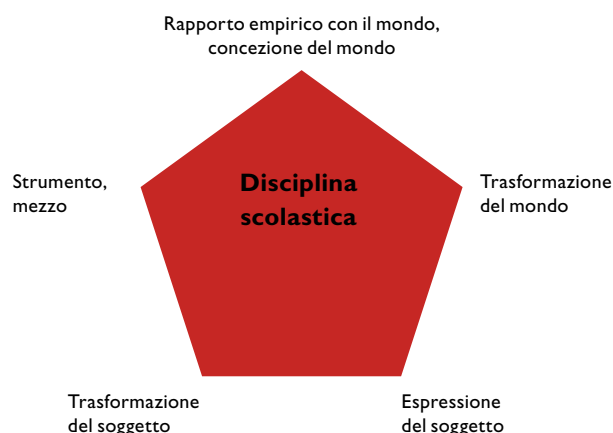 Rapporto empirico con il mondo,
concezione del mondo
Strumento,
mezzo
Disciplina
scolastica
Trasformazione
del mondo
Trasformazione
del soggetto
Espressione
del soggetto